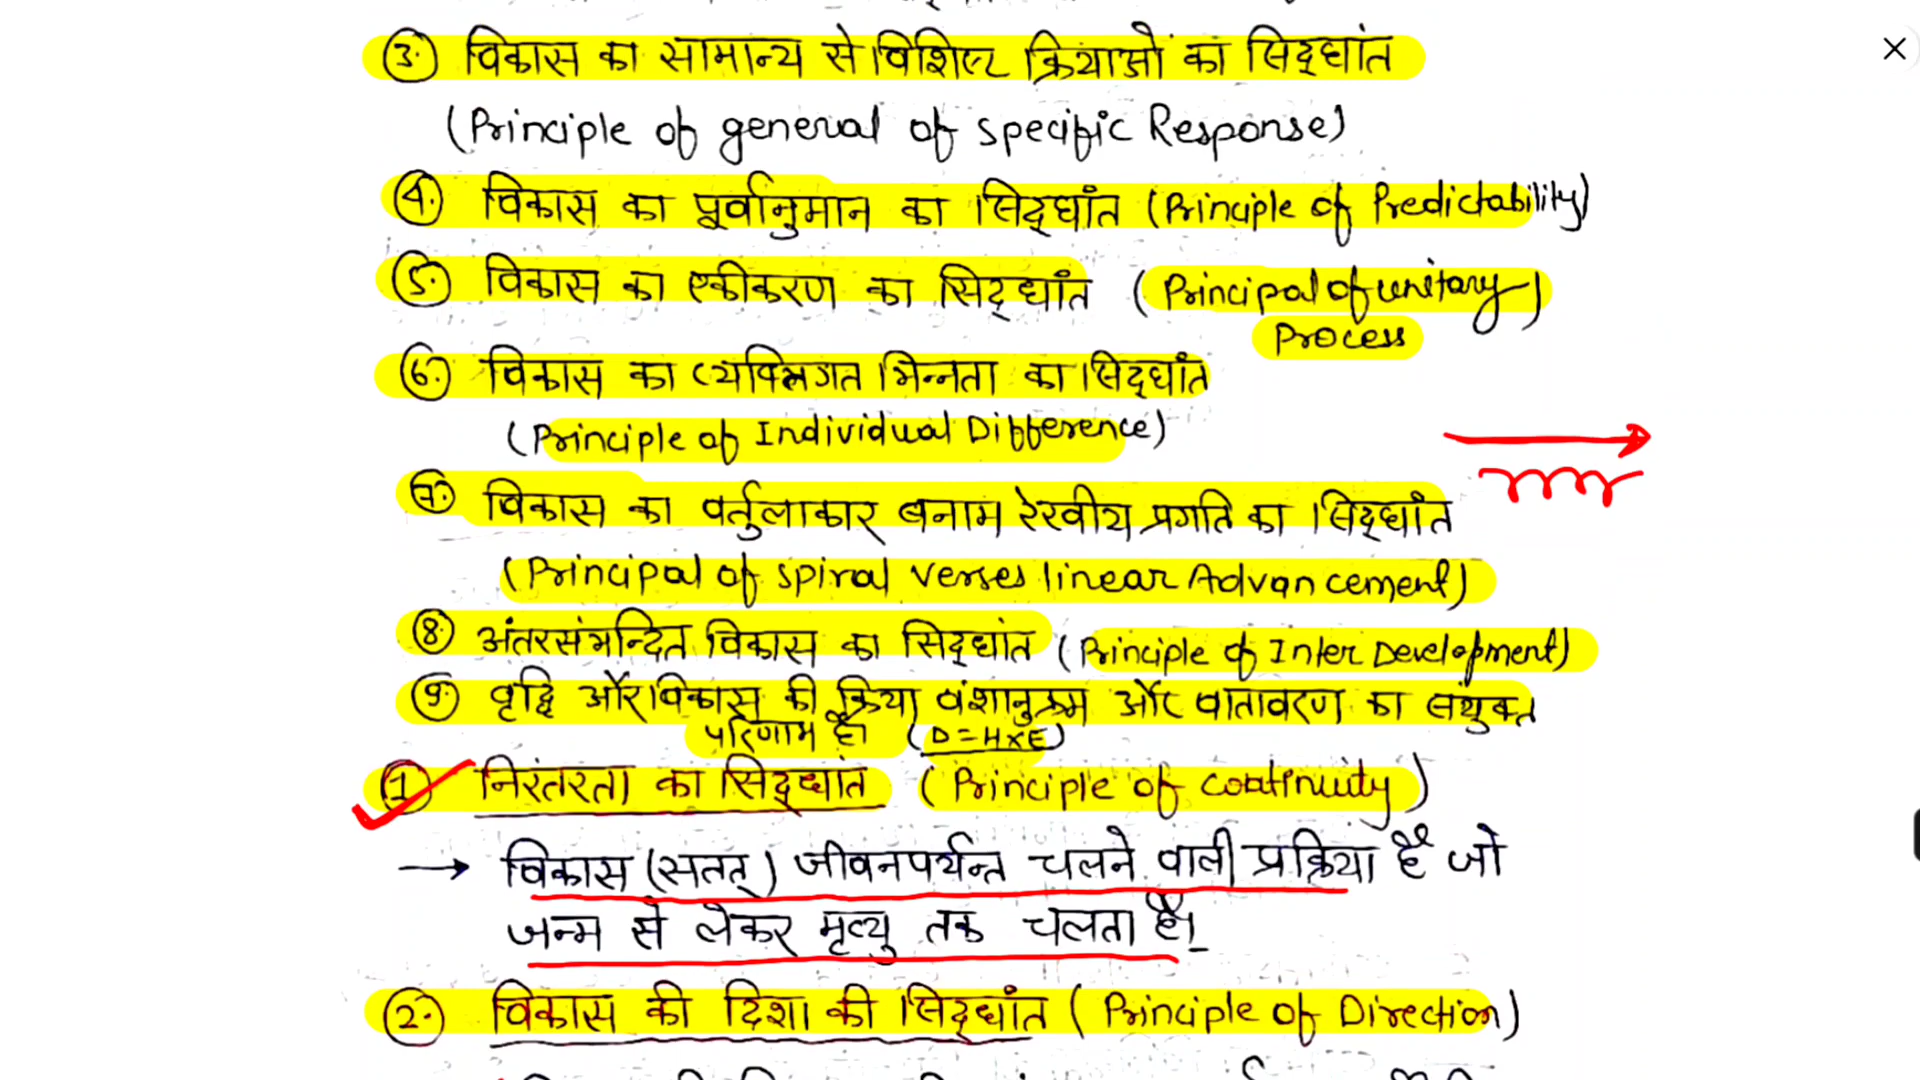 ③ विकास का सामान्य से विशिष्ट क्रियाओं का सिद्धांत
(Principle of general of specific Response)
④ विकास का पूर्वानुमान का सिद्धांत (Principle of Predictability)
⑤ विकास का एकीकरण का सिद्धांत (Principal of unitary)
Process
⑥ विकास का व्यक्तिगत भिन्नता का सिद्धांत
(Principle of Individual Difference)
⑦ विकास का वर्तुलाकार बनाम रेखीय प्रगति का सिद्धांत
(Principal of spiral verses linear Advancement)
⑧ अंतरसंबन्दित विकास का सिद्धांत (Principle of Inter Development)
⑨ वृद्वि और विकास की क्रिया वंशानुक्रम और वातावरण का संयुक्त
परिणाम है। (D=H×E)
① निरंतरता का सिद्धांत (Principle of continuity)
→ विकास (सतत्) जीवनपर्यन्त चलने वाली प्रक्रिया है जो
जन्म से लेकर मृत्यु तक चलता है।
② विकास की दिशा की सिद्धांत (Principle of Direction)